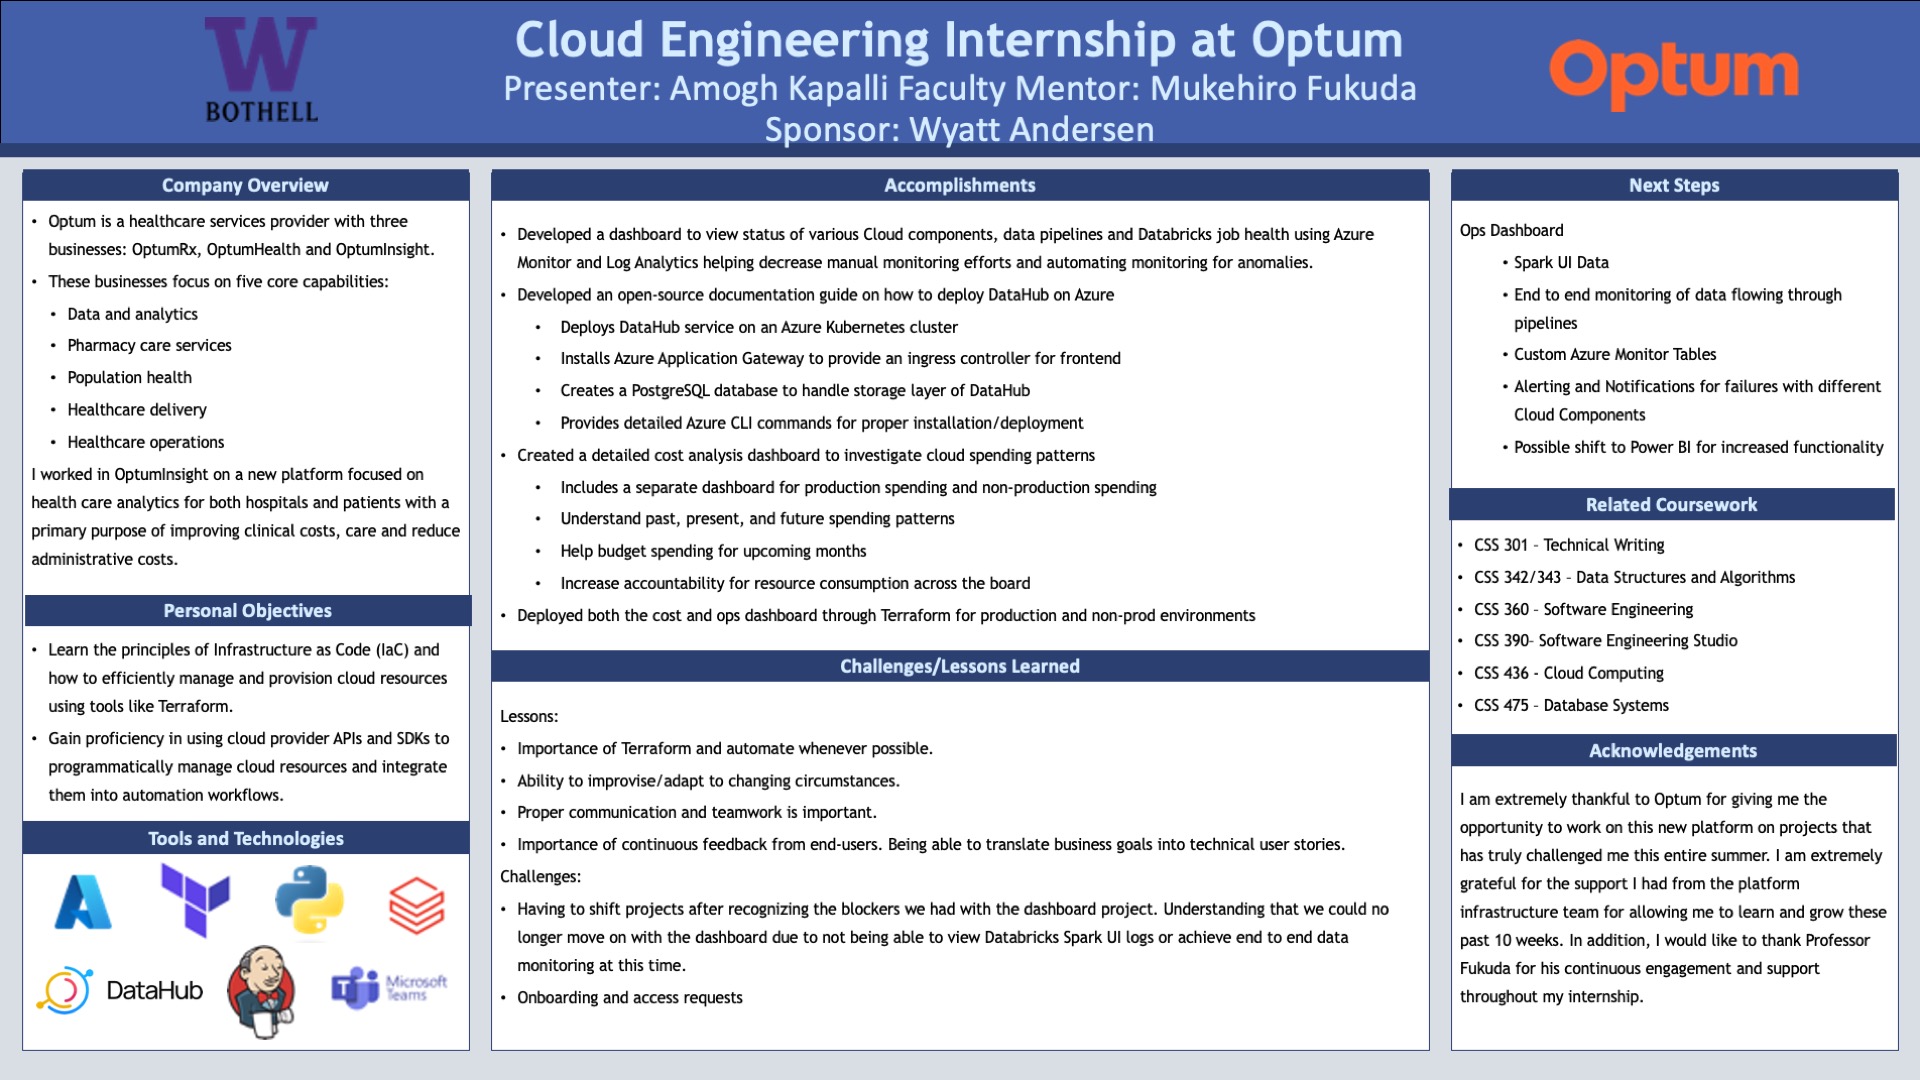 W
BOTHELL
Cloud Engineering Internship at Optum
Presenter: Amogh Kapalli Faculty Mentor: Mukehiro Fukuda
Sponsor: Wyatt Andersen
Optum
Company Overview
• Optum is a healthcare services provider with three
businesses: OptumRx, OptumHealth and OptumInsight.
• These businesses focus on five core capabilities:
• Data and analytics
• Pharmacy care services
• Population health
• Healthcare delivery
• Healthcare operations
I worked in OptumInsight on a new platform focused on
health care analytics for both hospitals and patients with a
primary purpose of improving clinical costs, care and reduce
administrative costs.
Personal Objectives
• Learn the principles of Infrastructure as Code (IaC) and
how to efficiently manage and provision cloud resources
using tools like Terraform.
• Gain proficiency in using cloud provider APIs and SDKs to
programmatically manage cloud resources and integrate
them into automation workflows.
Tools and Technologies
DataHub
T
Microsoft
Teams
Accomplishments
• Developed a dashboard to view status of various Cloud components, data pipelines and Databricks job health using Azure
Monitor and Log Analytics helping decrease manual monitoring efforts and automating monitoring for anomalies.
• Developed an open-source documentation guide on how to deploy DataHub on Azure
• Deploys DataHub service on an Azure Kubernetes cluster
• Installs Azure Application Gateway to provide an ingress controller for frontend
• Creates a PostgreSQL database to handle storage layer of DataHub
• Provides detailed Azure CLI commands for proper installation/deployment
• Created a detailed cost analysis dashboard to investigate cloud spending patterns
• Includes a separate dashboard for production spending and non-production spending
• Understand past, present, and future spending patterns
• Help budget spending for upcoming months
• Increase accountability for resource consumption across the board
• Deployed both the cost and ops dashboard through Terraform for production and non-prod environments
Challenges/Lessons Learned
Lessons:
• Importance of Terraform and automate whenever possible.
• Ability to improvise/adapt to changing circumstances.
• Proper communication and teamwork is important.
• Importance of continuous feedback from end-users. Being able to translate business goals into technical user stories.
Challenges:
• Having to shift projects after recognizing the blockers we had with the dashboard project. Understanding that we could no
longer move on with the dashboard due to not being able to view Databricks Spark UI logs or achieve end to end data
monitoring at this time.
• Onboarding and access requests
Next Steps
Ops Dashboard
• Spark UI Data
• End to end monitoring of data flowing through
pipelines
• Custom Azure Monitor Tables
• Alerting and Notifications for failures with different
Cloud Components
• Possible shift to Power BI for increased functionality
Related Coursework
• CSS 301 – Technical Writing
• CSS 342/343 – Data Structures and Algorithms
• CSS 360 – Software Engineering
• CSS 390– Software Engineering Studio
• CSS 436 - Cloud Computing
• CSS 475 – Database Systems
Acknowledgements
I am extremely thankful to Optum for giving me the
opportunity to work on this new platform on projects that
has truly challenged me this entire summer. I am extremely
grateful for the support I had from the platform
infrastructure team for allowing me to learn and grow these
past 10 weeks. In addition, I would like to thank Professor
Fukuda for his continuous engagement and support
throughout my internship.